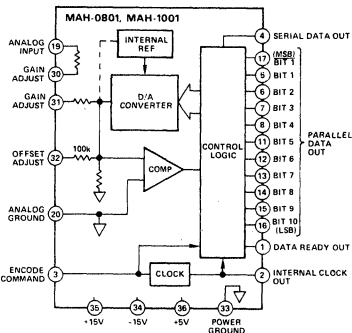 MAH-0801, MAH-1001
19
ANALOG
INPUT
30
GAIN
ADJUST
GAIN
ADJUST
31
OFFSET
ADJUST
32
100k
ANALOG
GROUND
20
ENCODE
COMMAND
3
INTERNAL
REF
D/A
CONVERTER
COMP
CLOCK
CONTROL
LOGIC
4 SERIAL DATA OUT
17 (MSB)
BIT 1
5 BIT 1
6 BIT 2
7 BIT 3
8 BIT 4
11 BIT 5
12 BIT 6
13 BIT 7
14 BIT 8
15 BIT 9
16 BIT 10
(LSB)
PARALLEL
DATA
OUT
1 DATA READY OUT
2 INTERNAL CLOCK
OUT
35 34 36 33
+15V -15V +5V POWER
GROUND